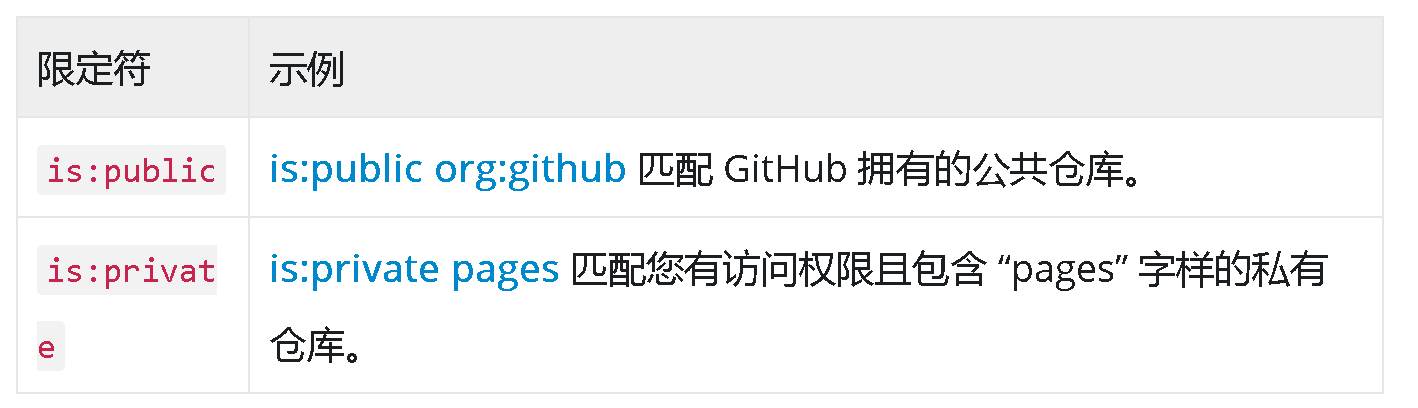 限定符 示例
is:public is:public org:github 匹配 GitHub 拥有的公共仓库。
is:privat is:private pages 匹配您有访问权限且包含 “pages” 字样的私有
e 仓库。